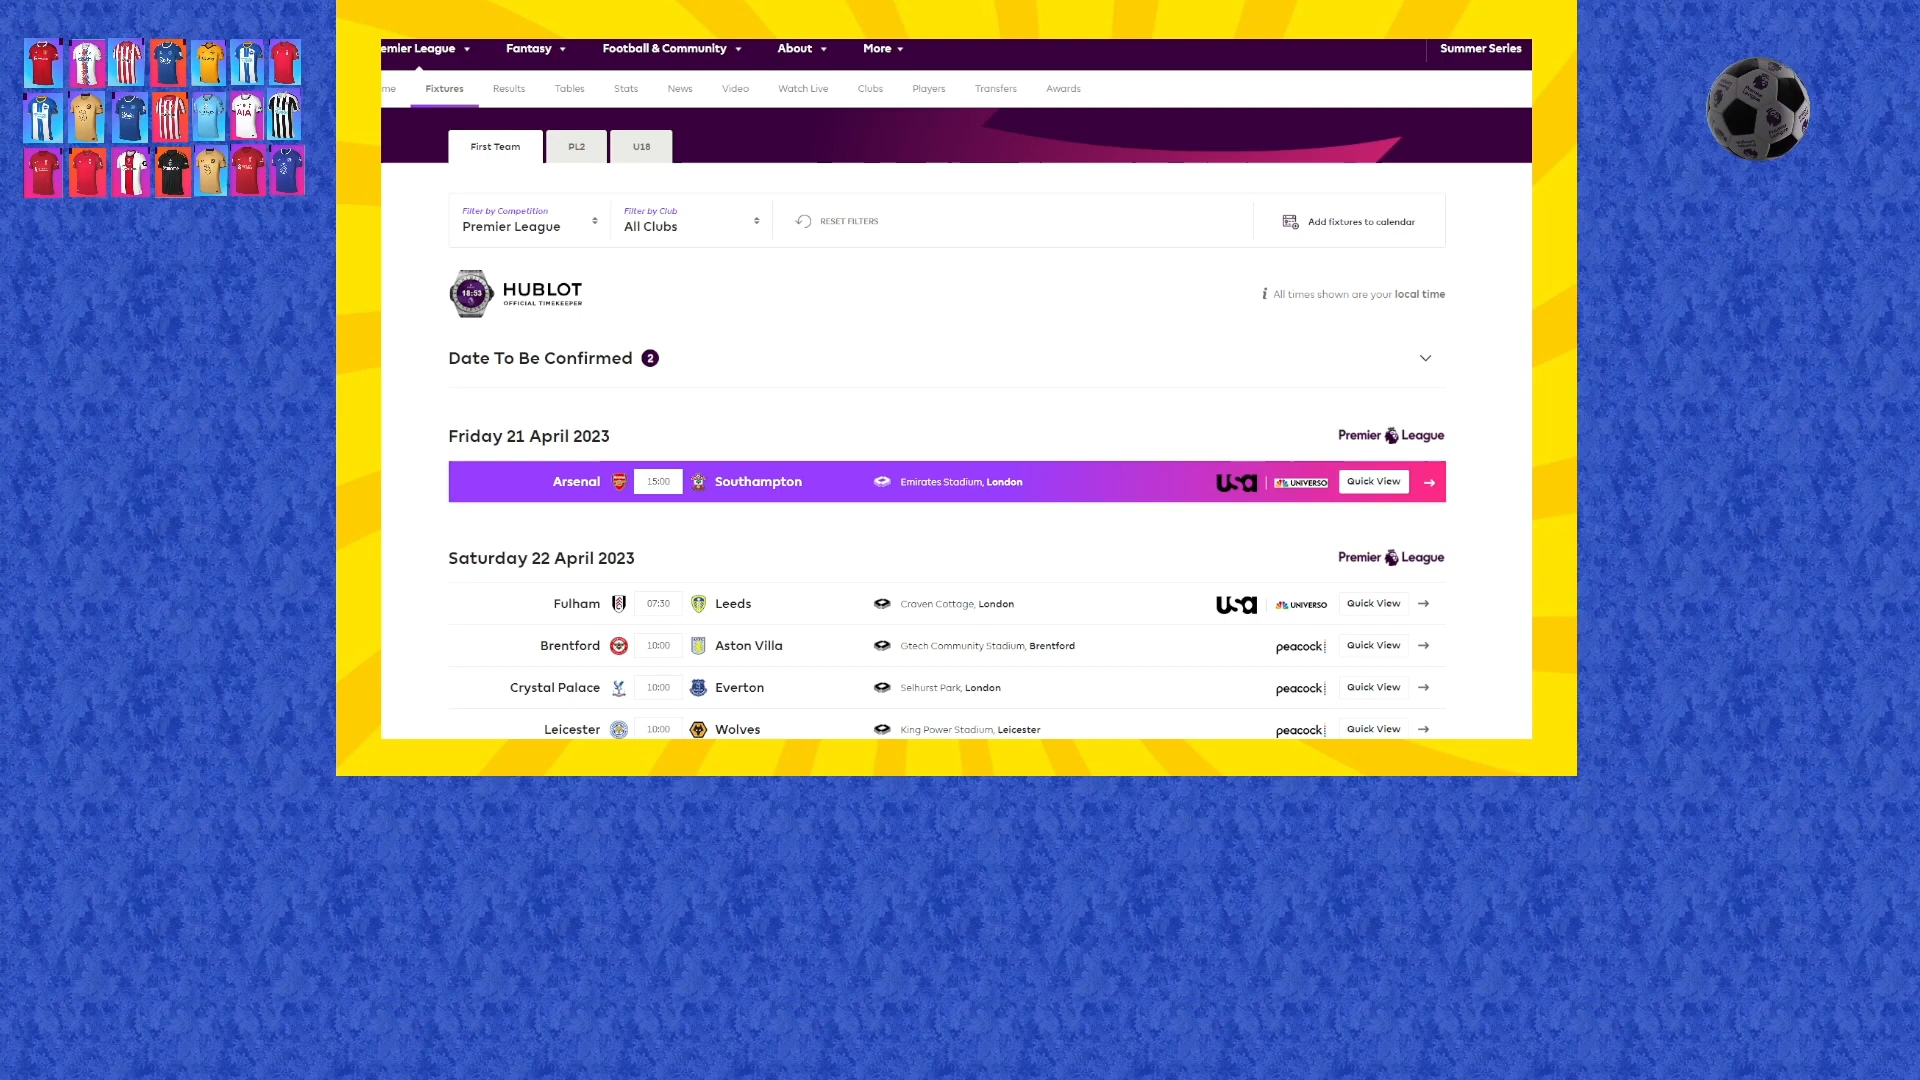 emier League Fantasy Football & Community About More Summer Series
me Fixtures Results Tables Stats News Video Watch Live Clubs Players Transfers Awards
First Team PL2 U18
Filter by Competition
Premier League
Filter by Club
All Clubs
RESET FILTERS
Add fixtures to calendar
18:53
HUBLOT
OFFICIAL TIMEKEEPER
i All times shown are your local time
Date To Be Confirmed 2
Friday 21 April 2023
Premier League
Arsenal 15:00 Southampton Emirates Stadium, London usa UNIVERSO Quick View
Saturday 22 April 2023
Premier League
Fulham 07:30 Leeds Craven Cottage, London usa UNIVERSO Quick View
Brentford 10:00 Aston Villa Gtech Community Stadium, Brentford peacock Quick View
Crystal Palace 10:00 Everton Selhurst Park, London peacock Quick View
Leicester 10:00 Wolves King Power Stadium, Leicester peacock Quick View
AIA